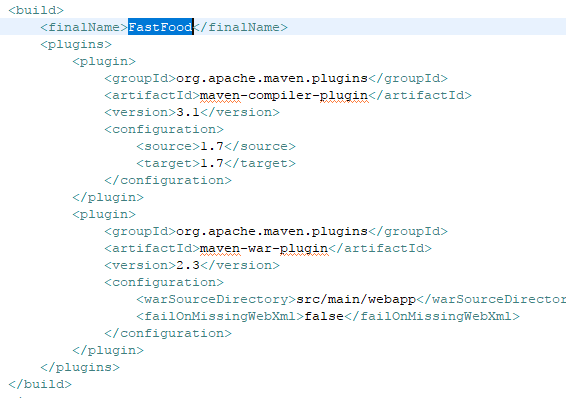 <build>
<finalName>FastFood</finalName>
<plugins>
<plugin>
<groupId>org.apache.maven.plugins</groupId>
<artifactId>maven-compiler-plugin</artifactId>
<version>3.1</version>
<configuration>
<source>1.7</source>
<target>1.7</target>
</configuration>
</plugin>
<plugin>
<groupId>org.apache.maven.plugins</groupId>
<artifactId>maven-war-plugin</artifactId>
<version>2.3</version>
<configuration>
<warSourceDirectory>src/main/webapp</warSourceDirector
<failOnMissingWebXml>false</failOnMissingWebXml>
</configuration>
</plugin>
</plugins>
</build>